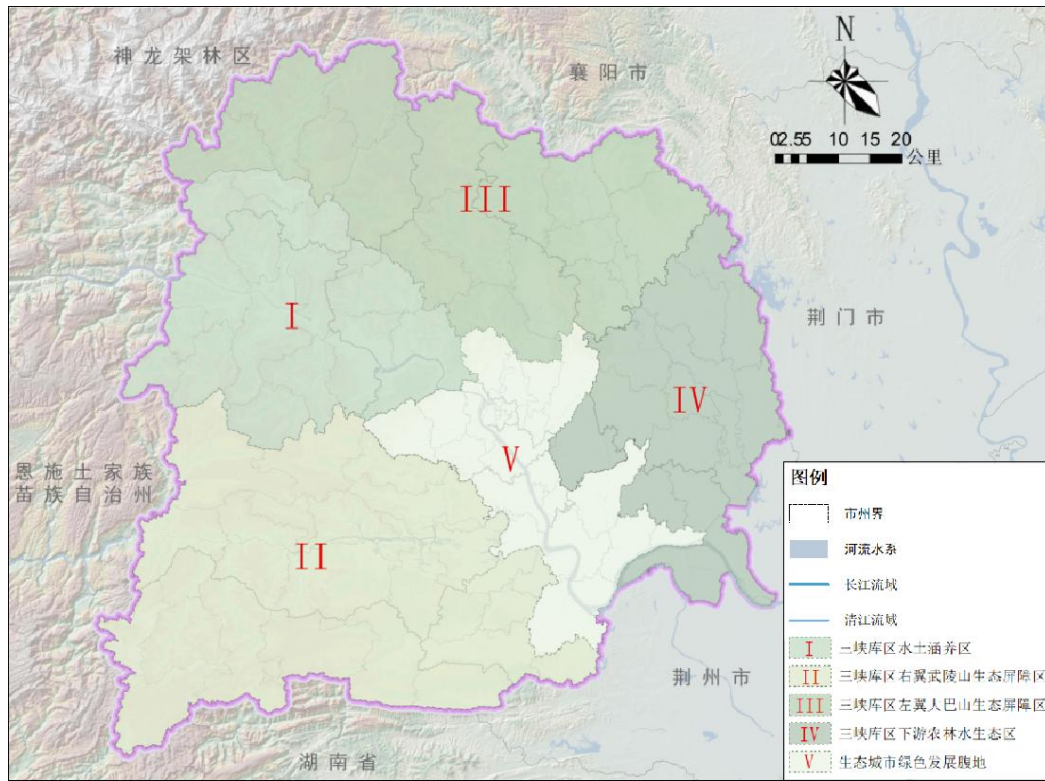 神龙架林区
襄阳市
N
02.55 10 15 20
公里
III
I
荆门市
IV
V
恩施土家族
苗族自治州
II
荆州市
湖南省
图例
市州界
河流水系
长江流域
清江流域
I 三峡库区水土涵养区
II 三峡库区右翼武陵山生态屏障区
III 三峡库区左翼大巴山生态屏障区
IV 三峡库区下游农林水生态区
V 生态城市绿色发展腹地